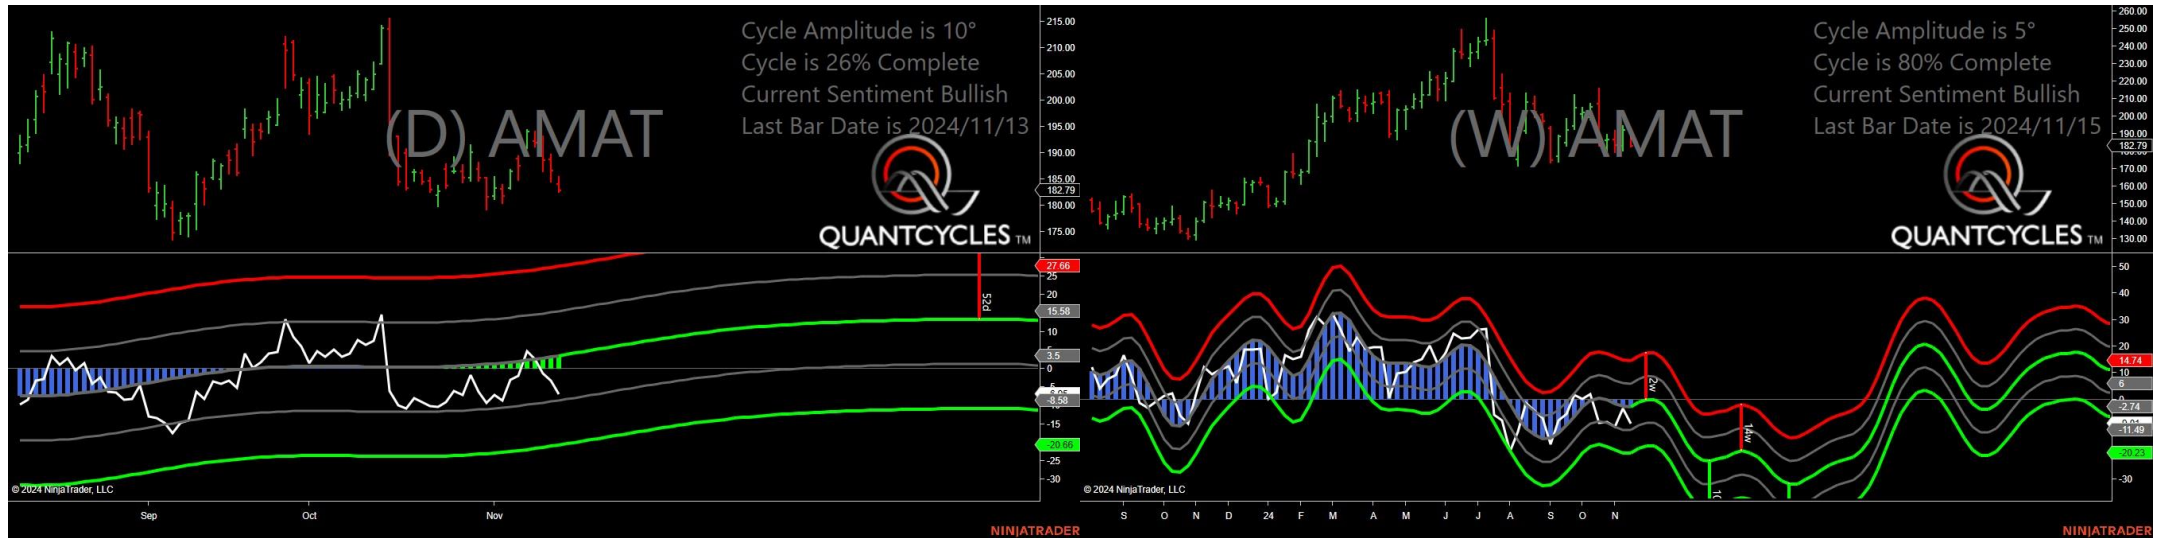 Cycle Amplitude is 10°
Cycle is 26% Complete
Current Sentiment Bullish
Last Bar Date is 2024/11/13
(D) AMAT
QUANTCYCLES TM
215.00
210.00
205.00
200.00
195.00
190.00
185.00
182.79
180.00
175.00
52d
27.66
25
20
15.58
10
5
3.5
0
-5
-8.58
-15
-20.66
-25
-30
© 2024 NinjaTrader, LLC
Sep Oct Nov
NINJATRADER
Cycle Amplitude is 5°
Cycle is 80% Complete
Current Sentiment Bullish
Last Bar Date is 2024/11/15
(W) AMAT
QUANTCYCLES TM
260.00
250.00
240.00
230.00
220.00
210.00
200.00
190.00
182.79
170.00
160.00
150.00
140.00
130.00
2w
14w
50
40
30
20
14.74
10
6
0
-2.74
-11.49
-20.23
-30
© 2024 NinjaTrader, LLC
S O N D 24 F M A M J J A S O N
NINJATRADER